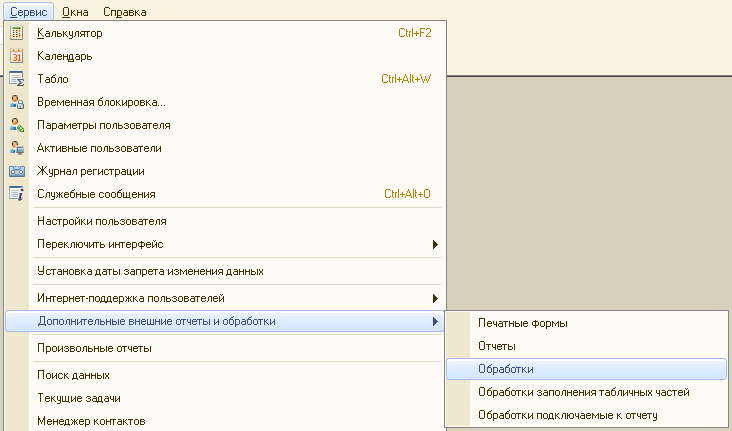 Сервис Окна Справка
Калькулятор Ctrl+F2
31
Календарь
Табло Ctrl+Alt+W
Временная блокировка...
Параметры пользователя
Активные пользователи
Журнал регистрации
Служебные сообщения Ctrl+Alt+O
Настройки пользователя
Переключить интерфейс
Установка даты запрета изменения данных
Интернет-поддержка пользователей
Дополнительные внешние отчеты и обработки
Произвольные отчеты
Поиск данных
Текущие задачи
Менеджер контактов
Печатные формы
Отчеты
Обработки
Обработки заполнения табличных частей
Обработки подключаемые к отчету